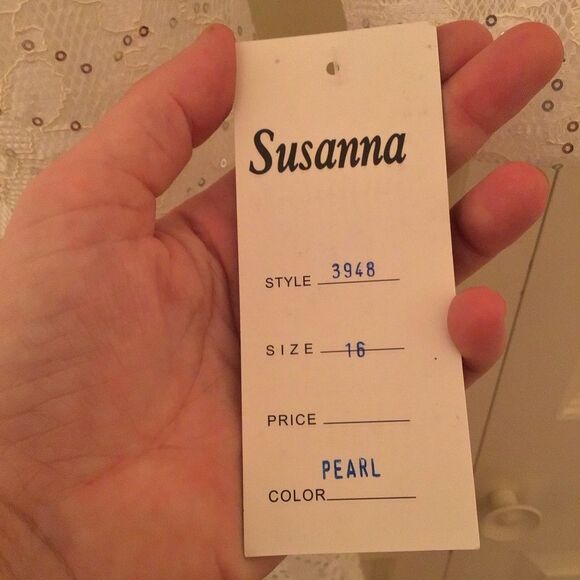 Susanna
STYLE 3948
SIZE 16
PRICE
PEARL
COLOR